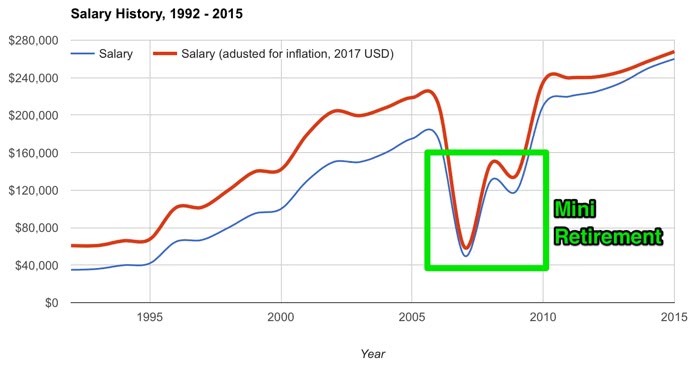 Salary History, 1992 - 2015
$280,000
Salary
Salary (adusted for inflation, 2017 USD)
$240,000
$200,000
$160,000
$120,000
$80,000
$40,000
$0
Mini
Retirement
1995
2000
2005
2010
2015
Year